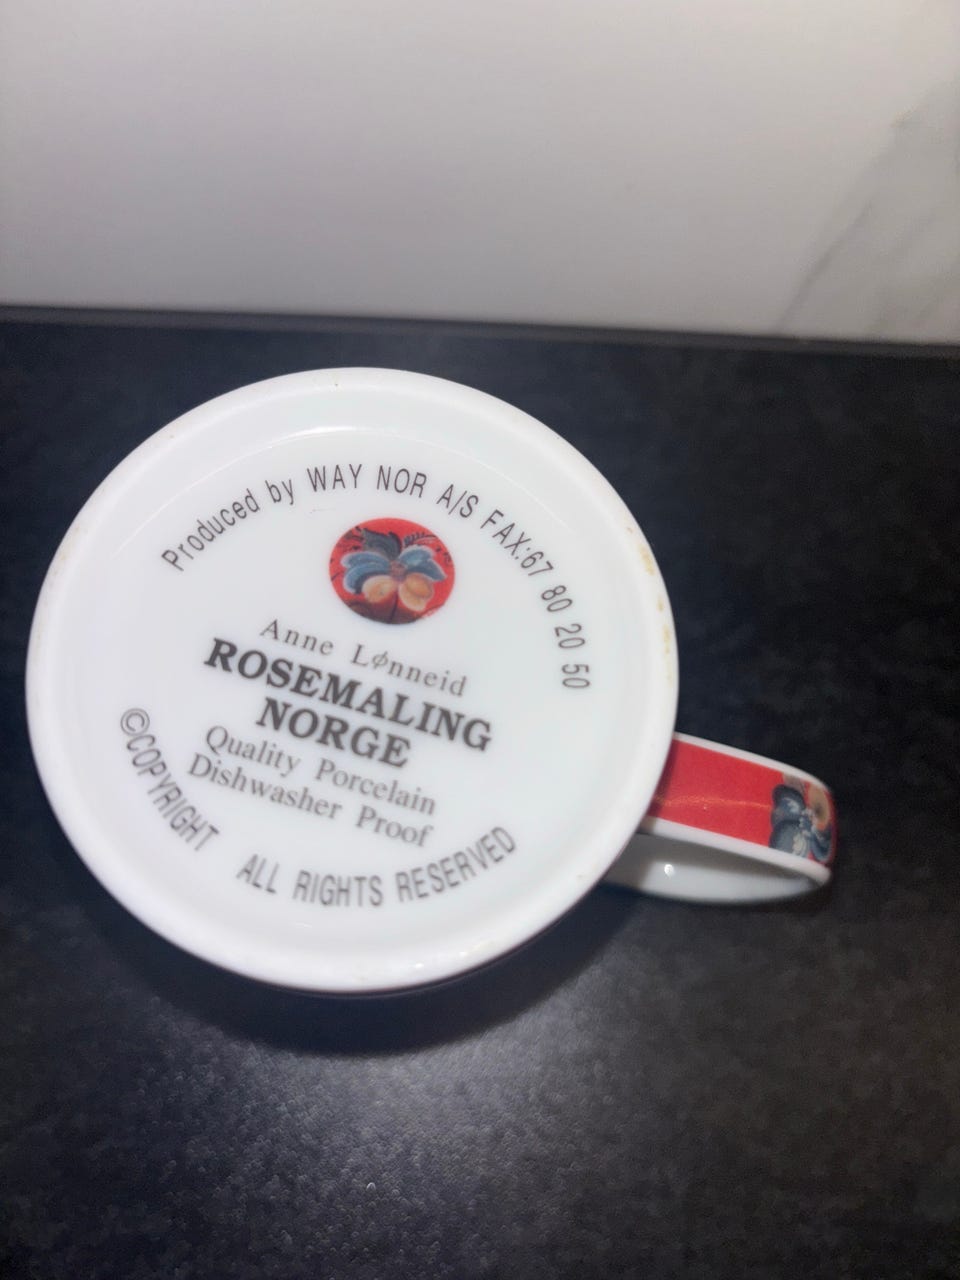 Produced by WAY NOR A/S FAX:67 80 20 50
Anne Lønneid
ROSEMALING
NORGE
Quality Porcelain
Dishwasher Proof
©COPYRIGHT ALL RIGHTS RESERVED